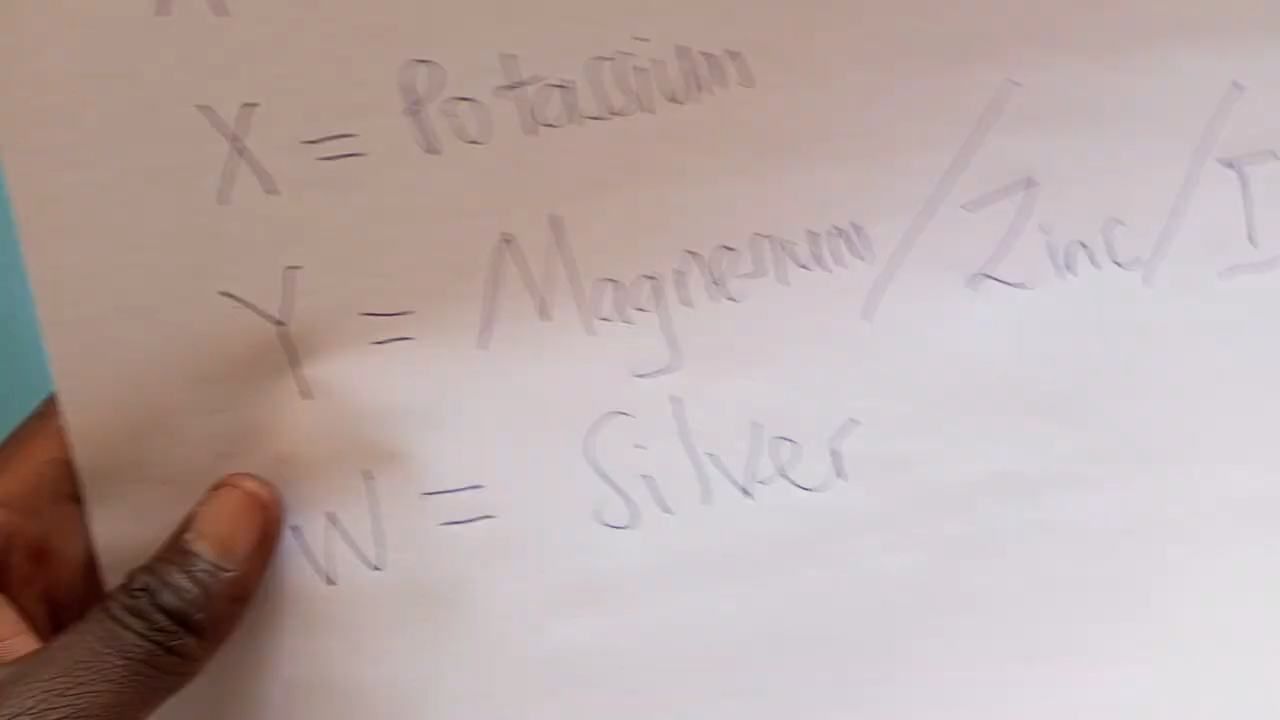 X = Potassium
Y = Magnesium/Zinc/I
W = Silver